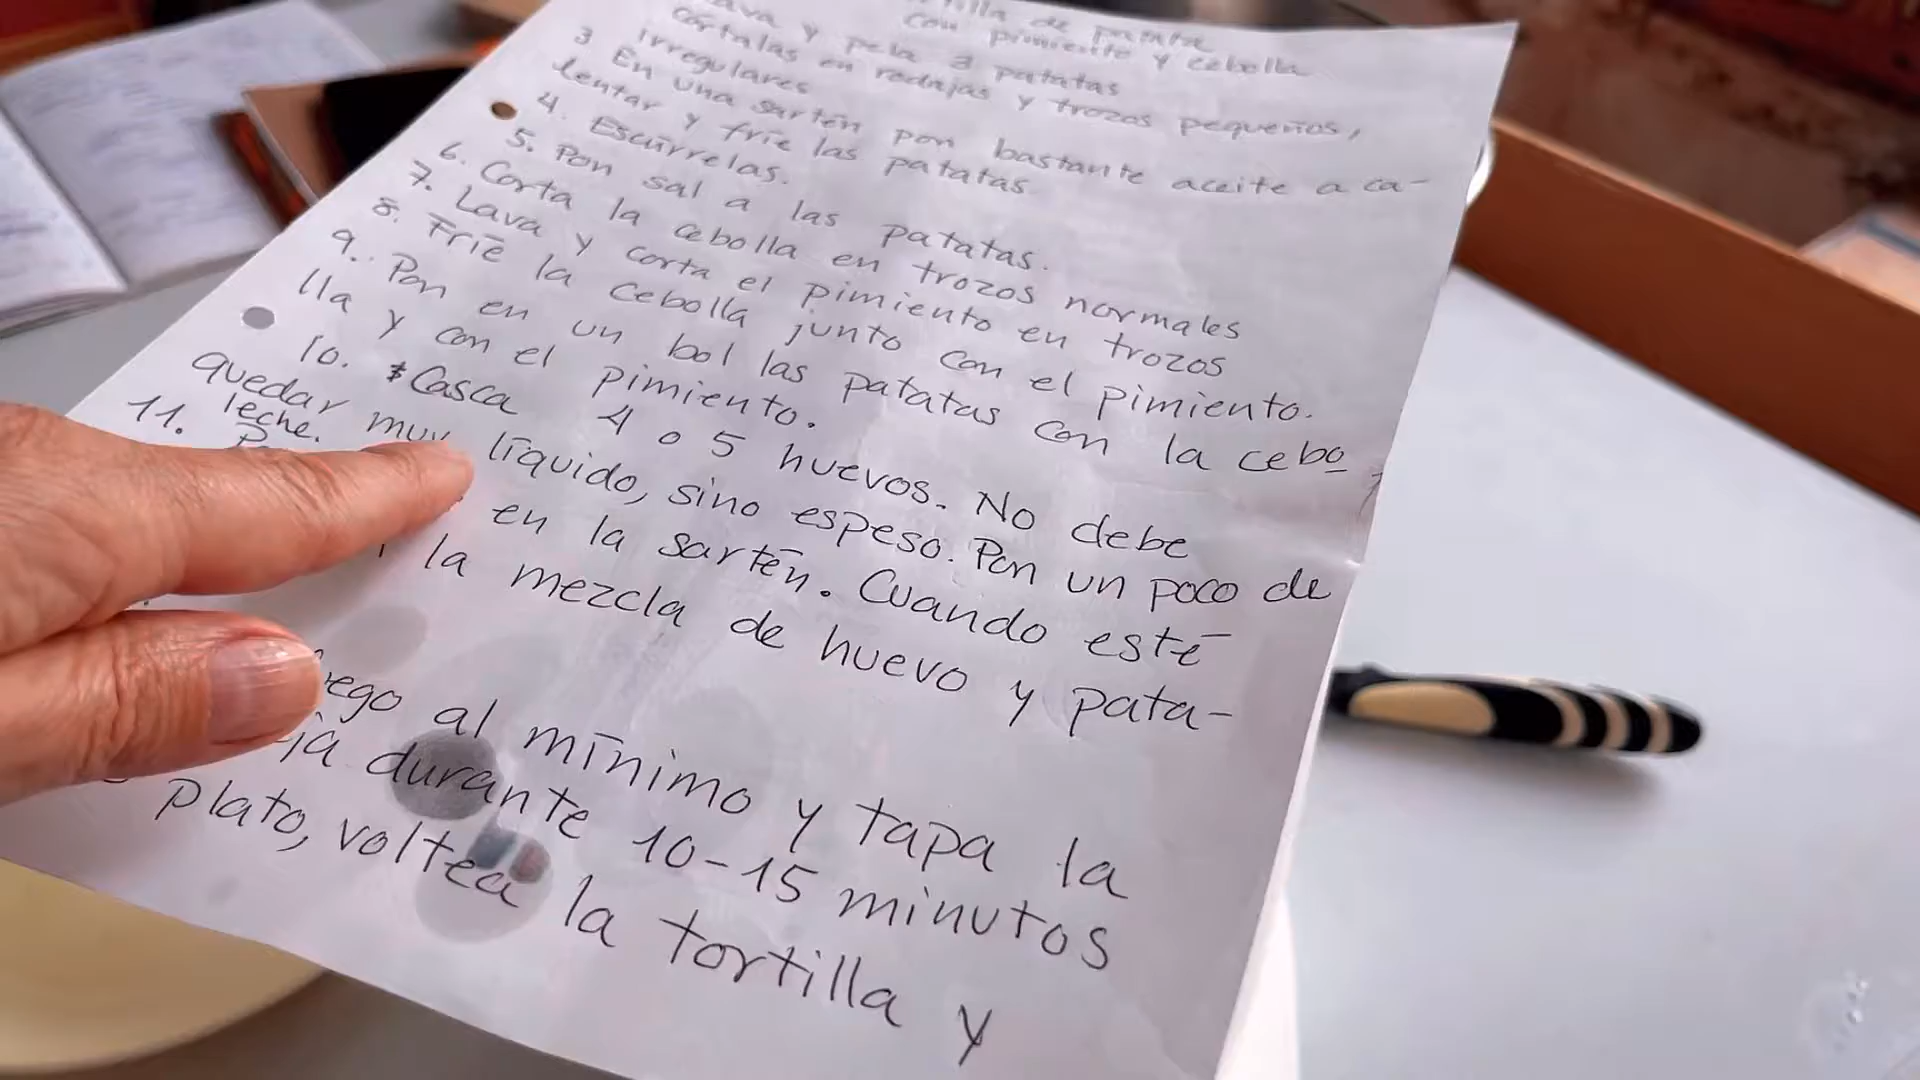 tilla de patata
con pimiento y cebolla
lava y pela 3 patatas
córtalas en rodajas y trozos pequeños,
irregulares
3 En una sartén pon bastante aceite a ca-
lentar y fríe las patatas.
4. Escúrrelas.
5. Pon sal a las patatas.
6. Corta la cebolla en trozos normales
7. Lava y corta el pimiento en trozos
8. Fríe la cebolla junto con el pimiento.
9. Pon en un bol las patatas con la cebo
lla y con el pimiento.
10. Casca 4 o 5 huevos. No debe
quedar muy líquido, sino espeso. Pon un poco de
leche.
11. en la sartén. Cuando esté
la mezcla de huevo y pata-
al mínimo y tapa la
durante 10-15 minutos
plato, voltea la tortilla y